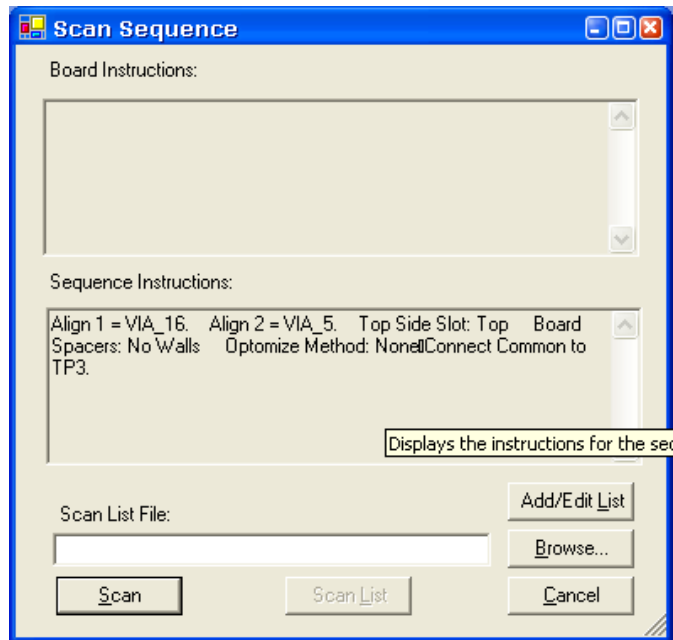 Scan Sequence
Board Instructions:
Sequence Instructions:
Align 1 = VIA_16.    Align 2 = VIA_5.    Top Side Slot: Top    Board
Spacers: No Walls    Optomize Method: None▯Connect Common to
TP3.
Displays the instructions for the sec
Add/Edit List
Scan List File:
Browse...
Scan
Scan List
Cancel